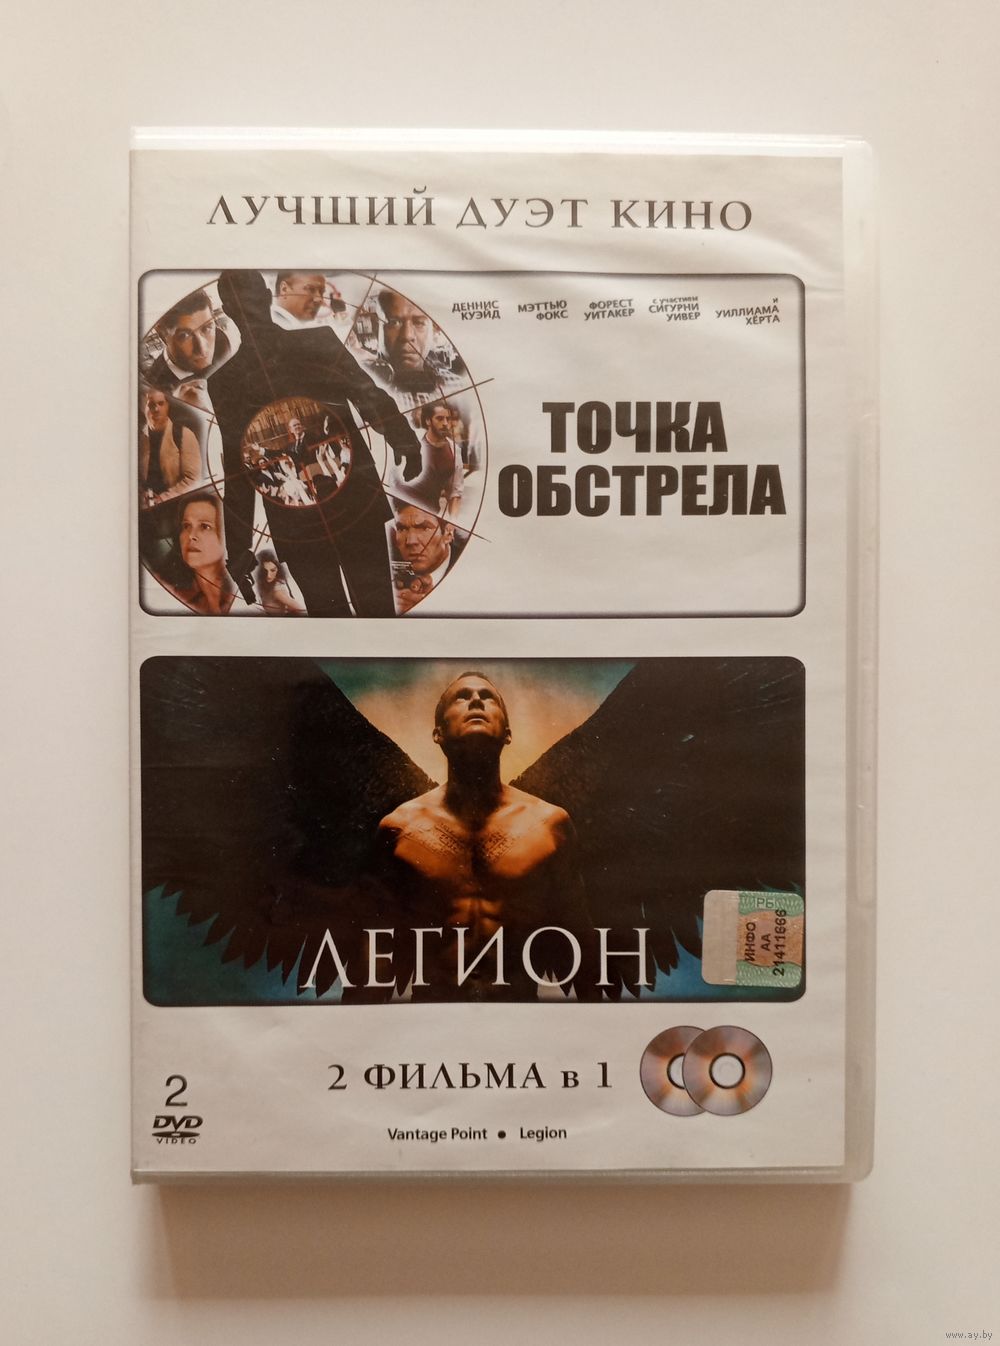 ЛУЧШИЙ ДУЭТ КИНО
ДЕННИС КУЭЙД
МЭТТЬЮ ФОКС
ФОРЕСТ УИТАКЕР
с участием СИГУРНИ УИВЕР
и УИЛЛИАМА ХЁРТА
ТОЧКА
ОБСТРЕЛА
ЛЕГИОН
РБ
ИНФО
АА
21411666
2 ФИЛЬМА в 1
2
DVD
VIDEO
Vantage Point • Legion
www.ay.by